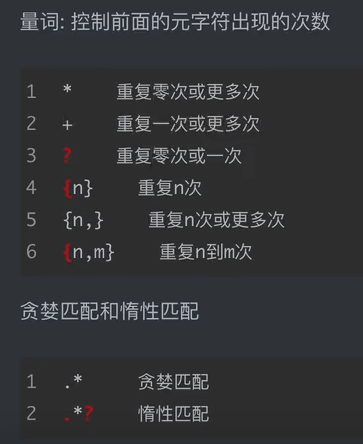 量词: 控制前面的元字符出现的次数
1 * 重复零次或更多次
2 + 重复一次或更多次
3 ? 重复零次或一次
4 {n} 重复n次
5 {n,} 重复n次或更多次
6 {n,m} 重复n到m次
贪婪匹配和惰性匹配
1 .* 贪婪匹配
2 .*? 惰性匹配